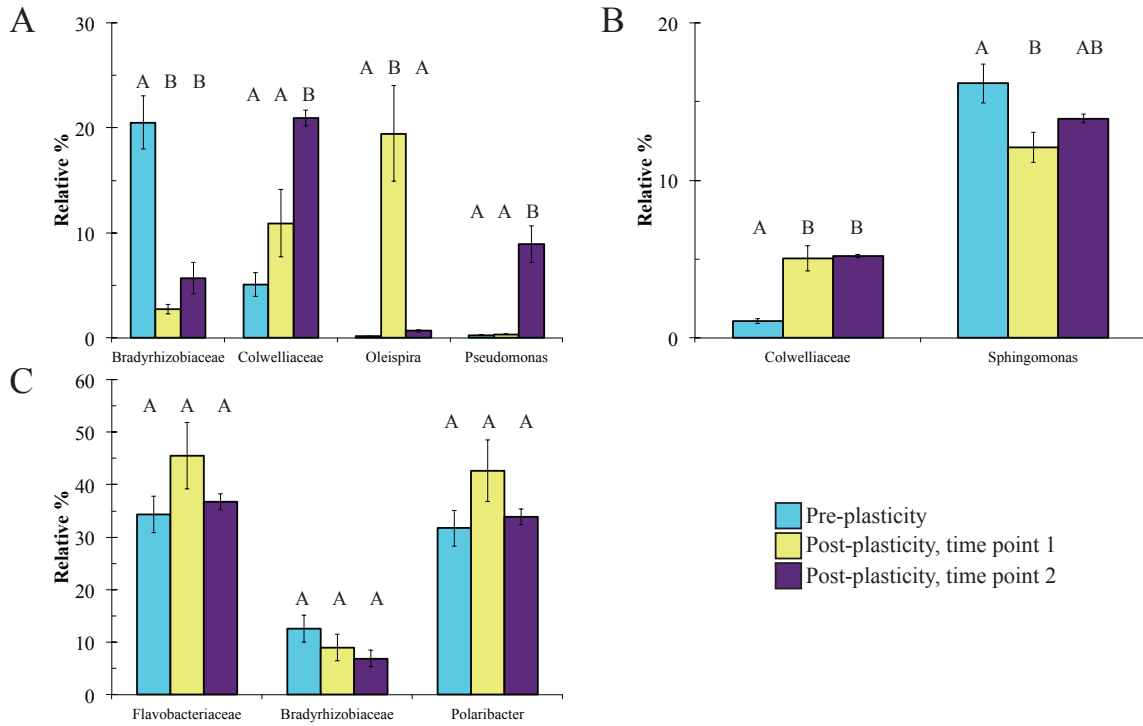 A
Relative %
30
20
10
0
A B B A A B A B A A A B
Bradyrhizobiaceae Colwelliaceae Oleispira Pseudomonas
B
Relative %
20
10
0
A B B A B AB
Colwelliaceae Sphingomonas
C
Relative %
60
50
40
30
20
10
0
A A A A A A A A A
Flavobacteriaceae Bradyrhizobiaceae Polaribacter
Pre-plasticity
Post-plasticity, time point 1
Post-plasticity, time point 2